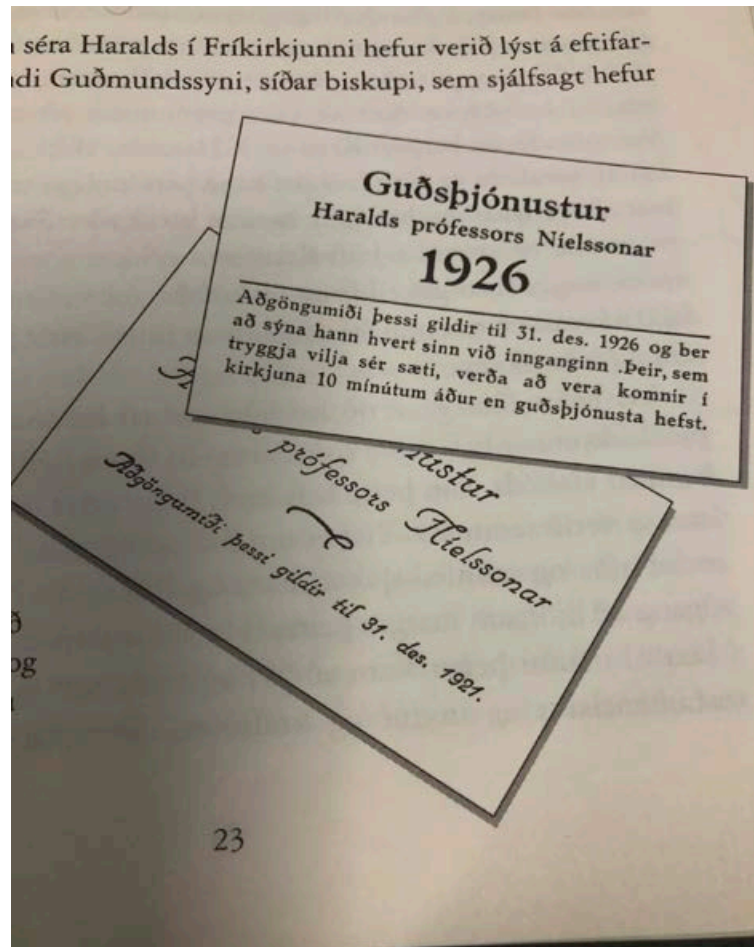 séra Haralds í Fríkirkjunni hefur verið lýst á eftifar-
Guðmundssyni, síðar biskupi, sem sjálfsagt hefur
Guðsþjónustur
Haralds prófessors Níelssonar
1926
Aðgöngumiði þessi gildir til 31. des. 1926 og ber
að sýna hann hvert sinn við innganginn .Þeir, sem
tryggja vilja sér sæti, verða að vera komnir í
kirkjuna 10 mínútum áður en guðsþjónusta hefst.
prófessors Níelssonar
Aðgöngumiði þessi gildir til 31. des. 1921.
og
23